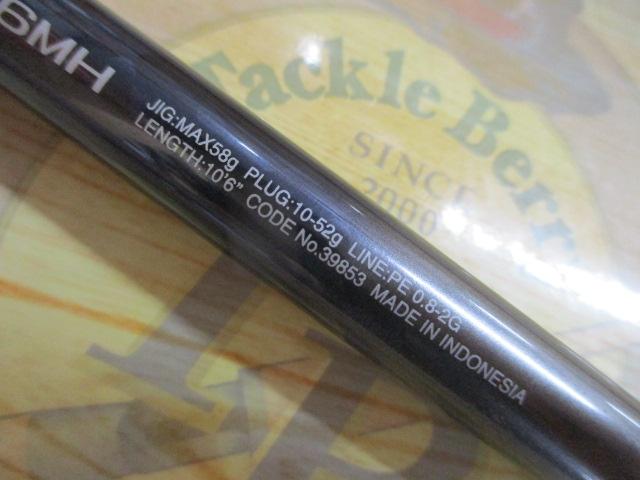 6MH
JIG:MAX58g PLUG:10-52g LINE:PE 0.8-2G
LENGTH:10'6" CODE No.39853 MADE IN INDONESIA
Tackle Berry
SINCE
2000